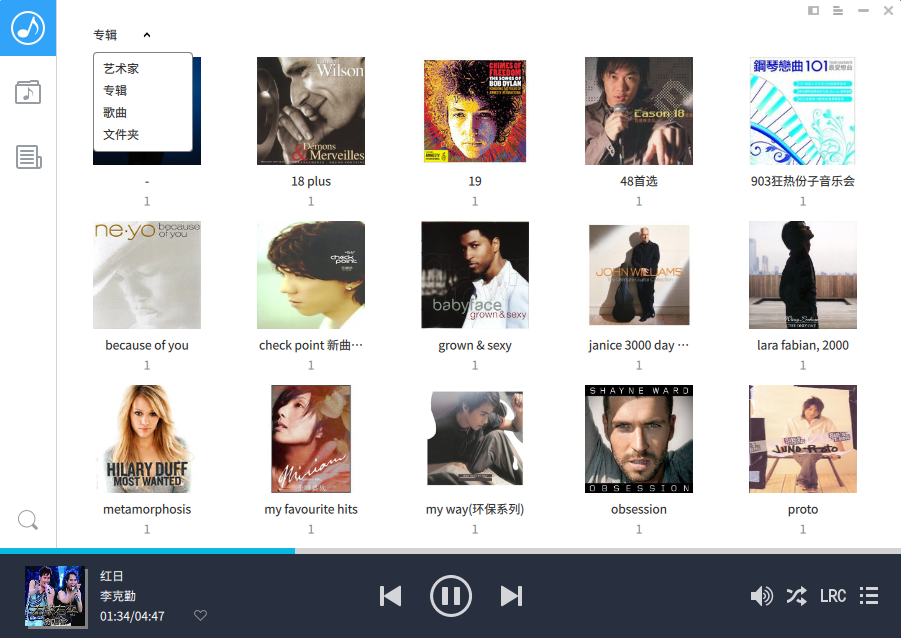 专辑
艺术家
专辑
歌曲
文件夹
-
1
Wilson
Demons
& Merveilles
18 plus
1
CHIMES OF
FREEDOM
THE SONGS OF
BOB DYLAN
19
1
Eason 18
48首选
1
鋼琴戀曲101
903狂热份子音乐会
1
ne·yo because
of you
because of you
1
check
point
check point 新曲…
1
babyface
grown & sexy
grown & sexy
1
JOHN WILLIAMS
janice 3000 day …
1
lara fabian, 2000
1
HILARY DUFF
MOST WANTED
metamorphosis
1
Miriam
my favourite hits
1
my way(环保系列)
1
SHAYNE WARD
OBSESSION
obsession
1
JUNO-Proto
proto
1
红日
李克勤
01:34/04:47
LRC